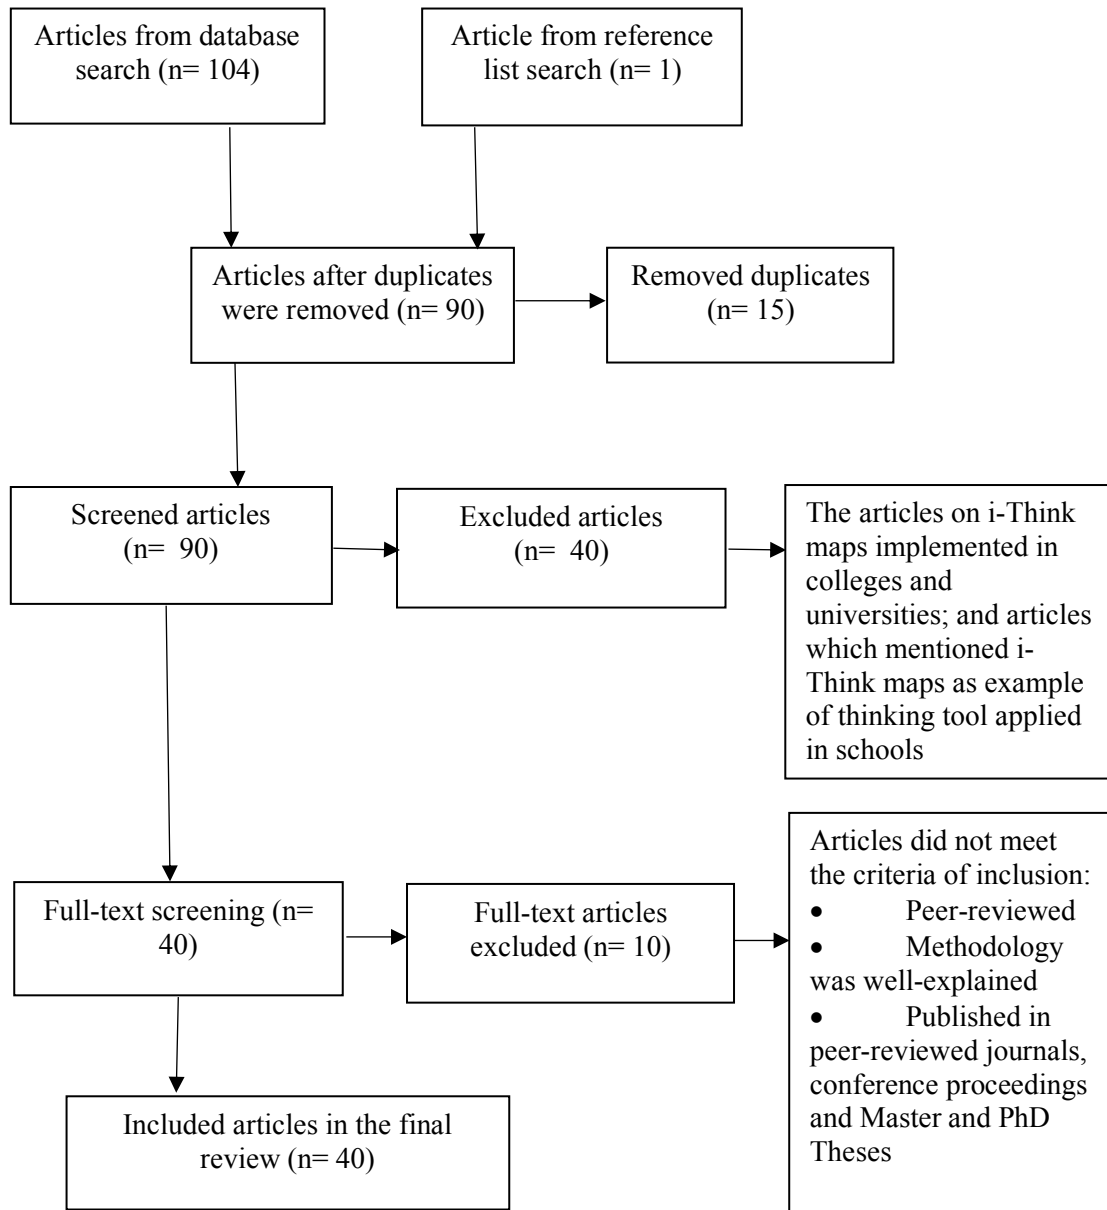 Articles from database
search (n= 104)
Article from reference
list search (n= 1)
Articles after duplicates
were removed (n= 90)
Removed duplicates
(n= 15)
Screened articles
(n=  90)
Excluded articles
(n=  40)
The articles on i-Think
maps implemented in
colleges and
universities; and articles
which mentioned i-
Think maps as example
of thinking tool applied
in schools
Full-text screening (n=
40)
Full-text articles
excluded (n= 10)
Articles did not meet
the criteria of inclusion:
• Peer-reviewed
• Methodology
was well-explained
• Published in
peer-reviewed journals,
conference proceedings
and Master and PhD
Theses
Included articles in the final
review (n= 40)